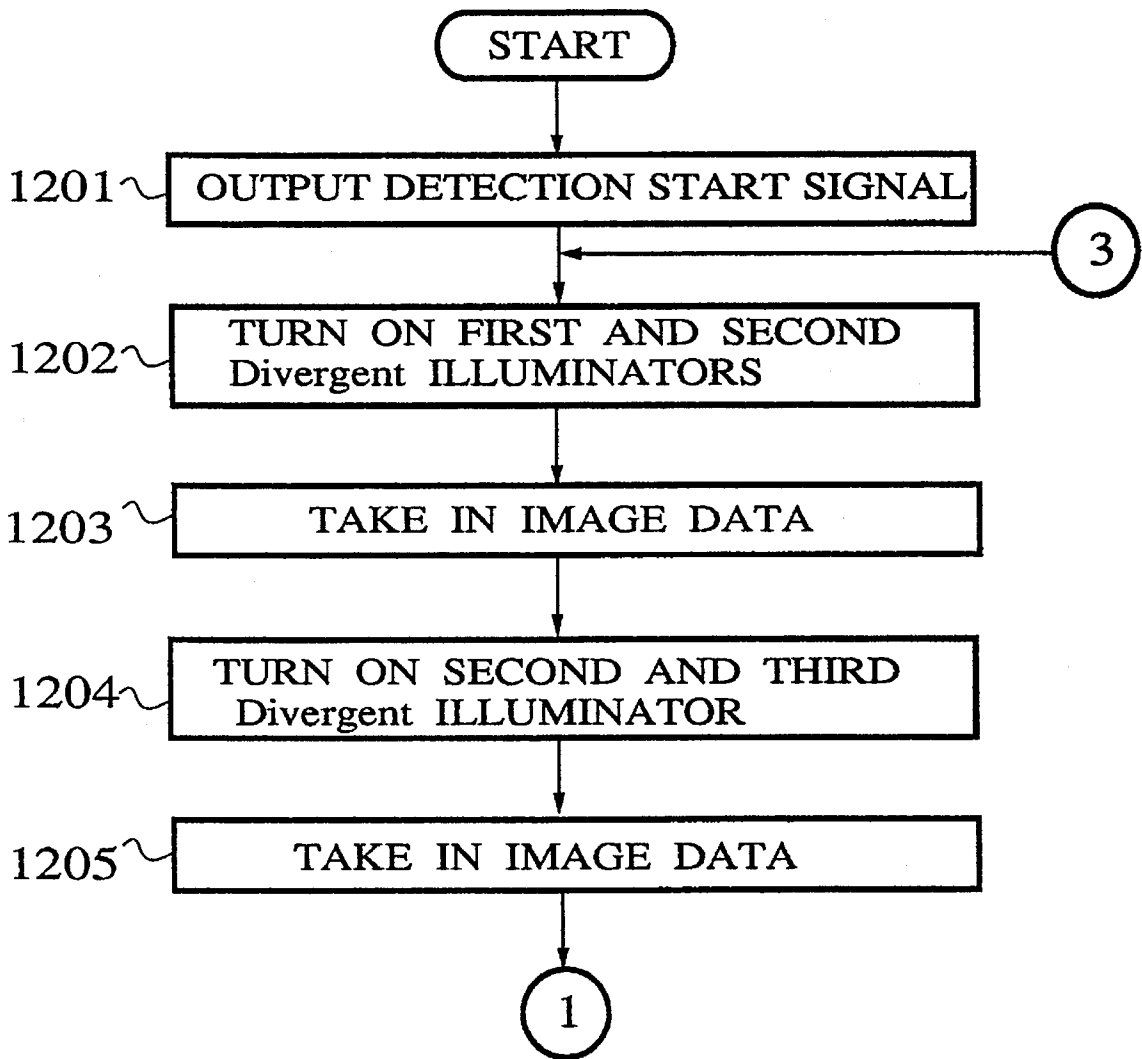 START
1201 OUTPUT DETECTION START SIGNAL
3
TURN ON FIRST AND SECOND
1202 Divergent ILLUMINATORS
1203 TAKE IN IMAGE DATA
TURN ON SECOND AND THIRD
1204 Divergent ILLUMINATOR
1205 TAKE IN IMAGE DATA
1